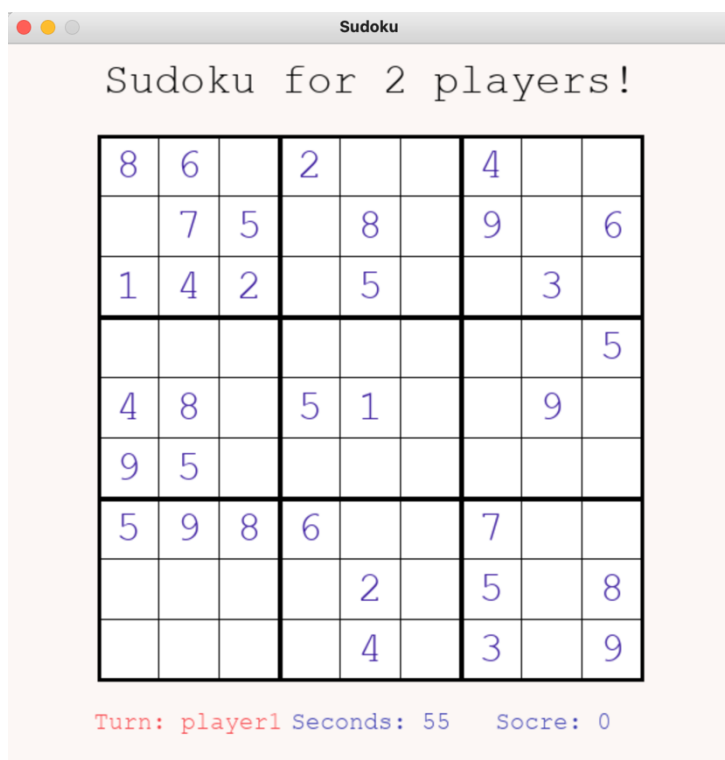 Sudoku
Sudoku for 2 players!
8 6 2 4
7 5 8 9 6
1 4 2 5 3
5
4 8 5 1 9
9 5
5 9 8 6 7
2 5 8
4 3 9
Turn: player1 Seconds: 55 Socre: 0